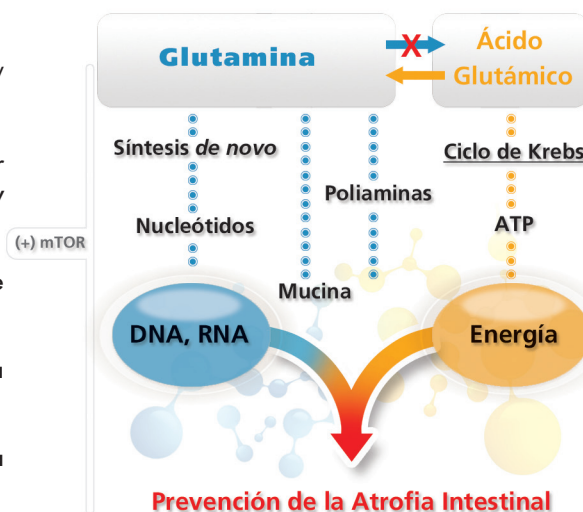 Glutamina
X
Ácido
Glutámico
Síntesis de novo
Ciclo de Krebs
Poliaminas
Nucleótidos
ATP
(+) mTOR
Mucina
DNA, RNA
Energía
Prevención de la Atrofia Intestinal